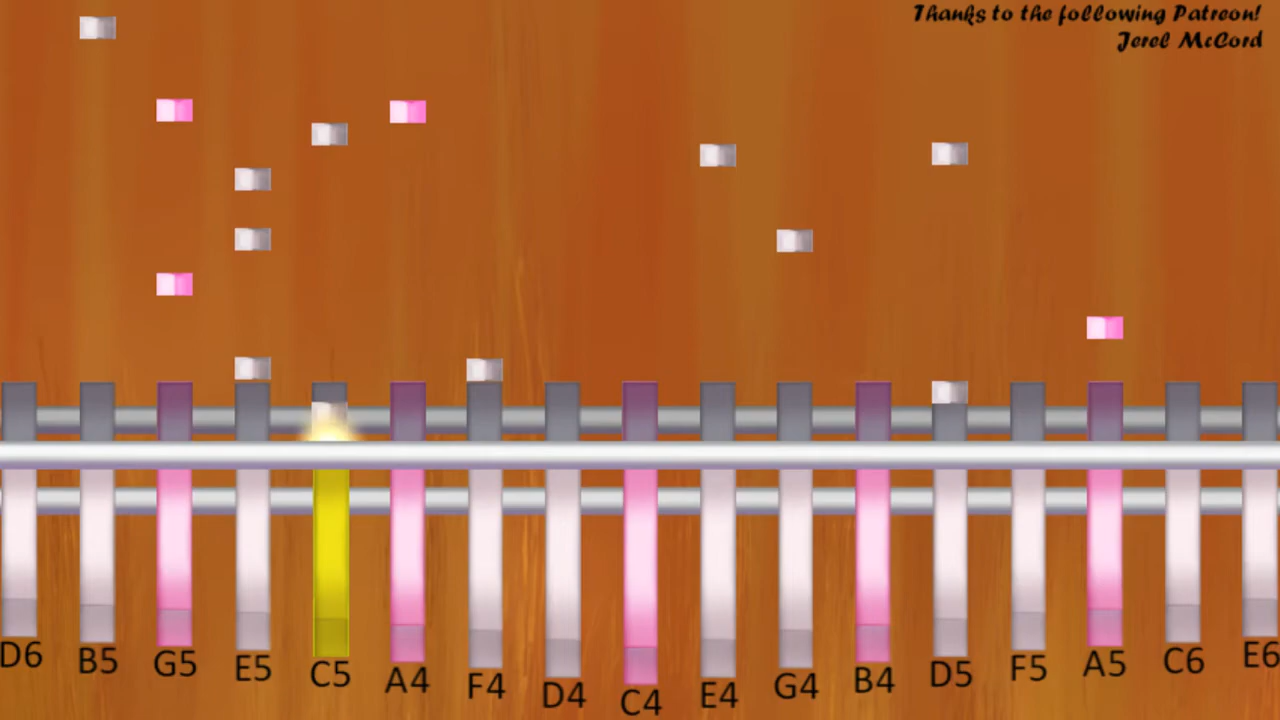 Thanks to the following Patreon!
Jerel McCord
D6 B5 G5 E5 C5 A4 F4 D4 C4 E4 G4 B4 D5 F5 A5 C6 E6